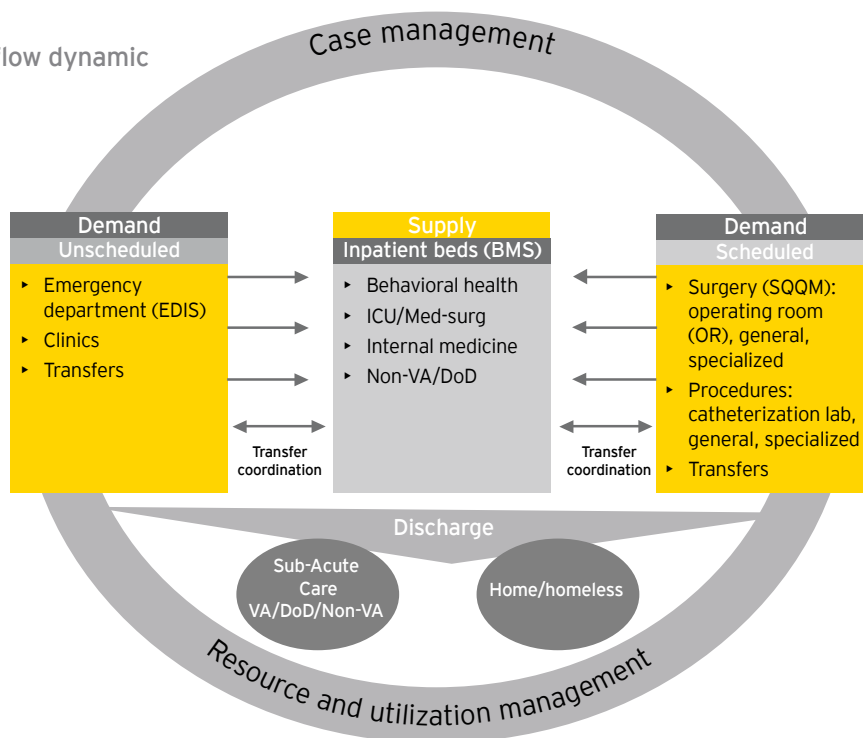 Case management
flow dynamic
Demand
Unscheduled
▸ Emergency
department (EDIS)
▸ Clinics
▸ Transfers
Supply
Inpatient beds (BMS)
▸ Behavioral health
▸ ICU/Med-surg
▸ Internal medicine
▸ Non-VA/DoD
Demand
Scheduled
▸ Surgery (SQQM):
operating room
(OR), general,
specialized
▸ Procedures:
catheterization lab,
general, specialized
▸ Transfers
Transfer
coordination
Transfer
coordination
Discharge
Sub-Acute
Care
VA/DoD/Non-VA
Home/homeless
Resource and utilization management